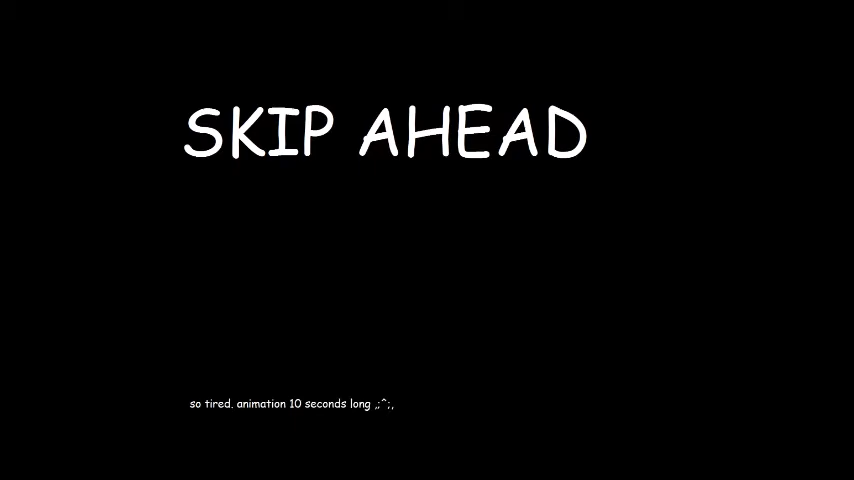 SKIP AHEAD
so tired. animation 10 seconds long ,;^;,